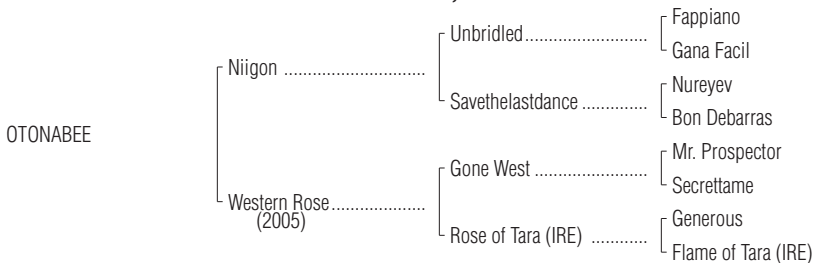 Fappiano
Unbridled..........................
Gana Facil
Niigon ..............................
Nureyev
Savethelastdance ..............
Bon Debarras
OTONABEE
Mr. Prospector
Gone West ........................
Secrettame
Western Rose....................
(2005)
Generous
Rose of Tara (IRE) ............
Flame of Tara (IRE)